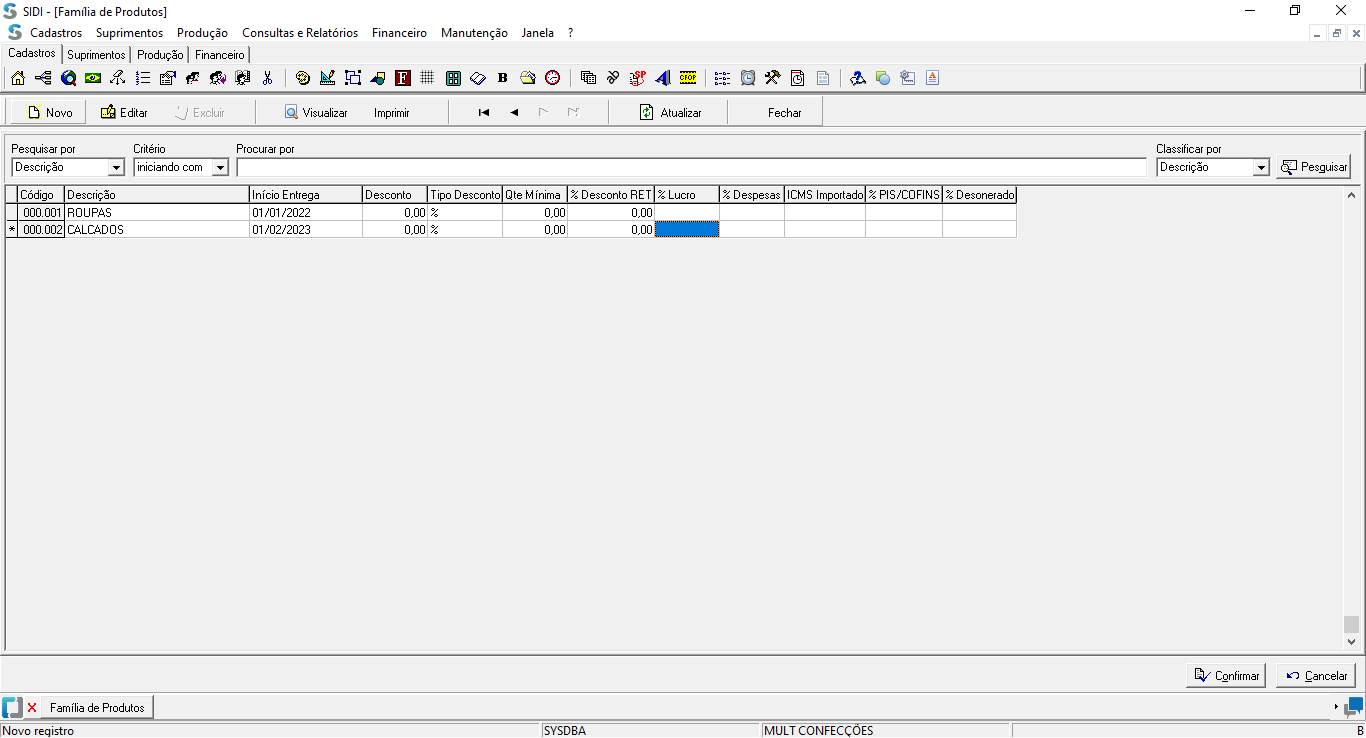 SIDI - [Família de Produtos]
Cadastros Suprimentos Produção Consultas e Relatórios Financeiro Manutenção Janela ?
Cadastros Suprimentos Produção Financeiro
F B SP SP CFOP A
Novo Editar Excluir Visualizar Imprimir Atualizar Fechar
Pesquisar por Critério Procurar por Classificar por
Descrição iniciando com Descrição Pesquisar
Código Descrição Início Entrega Desconto Tipo Desconto Qte Mínima % Desconto RET % Lucro % Despesas ICMS Importado % PIS/COFINS % Desonerado
000.001 ROUPAS 01/01/2022 0,00 % 0,00 0,00
* 000.002 CALCADOS 01/02/2023 0,00 % 0,00 0,00
Confirmar Cancelar
Família de Produtos
Novo registro SYSDBA MULT CONFECÇÕES B